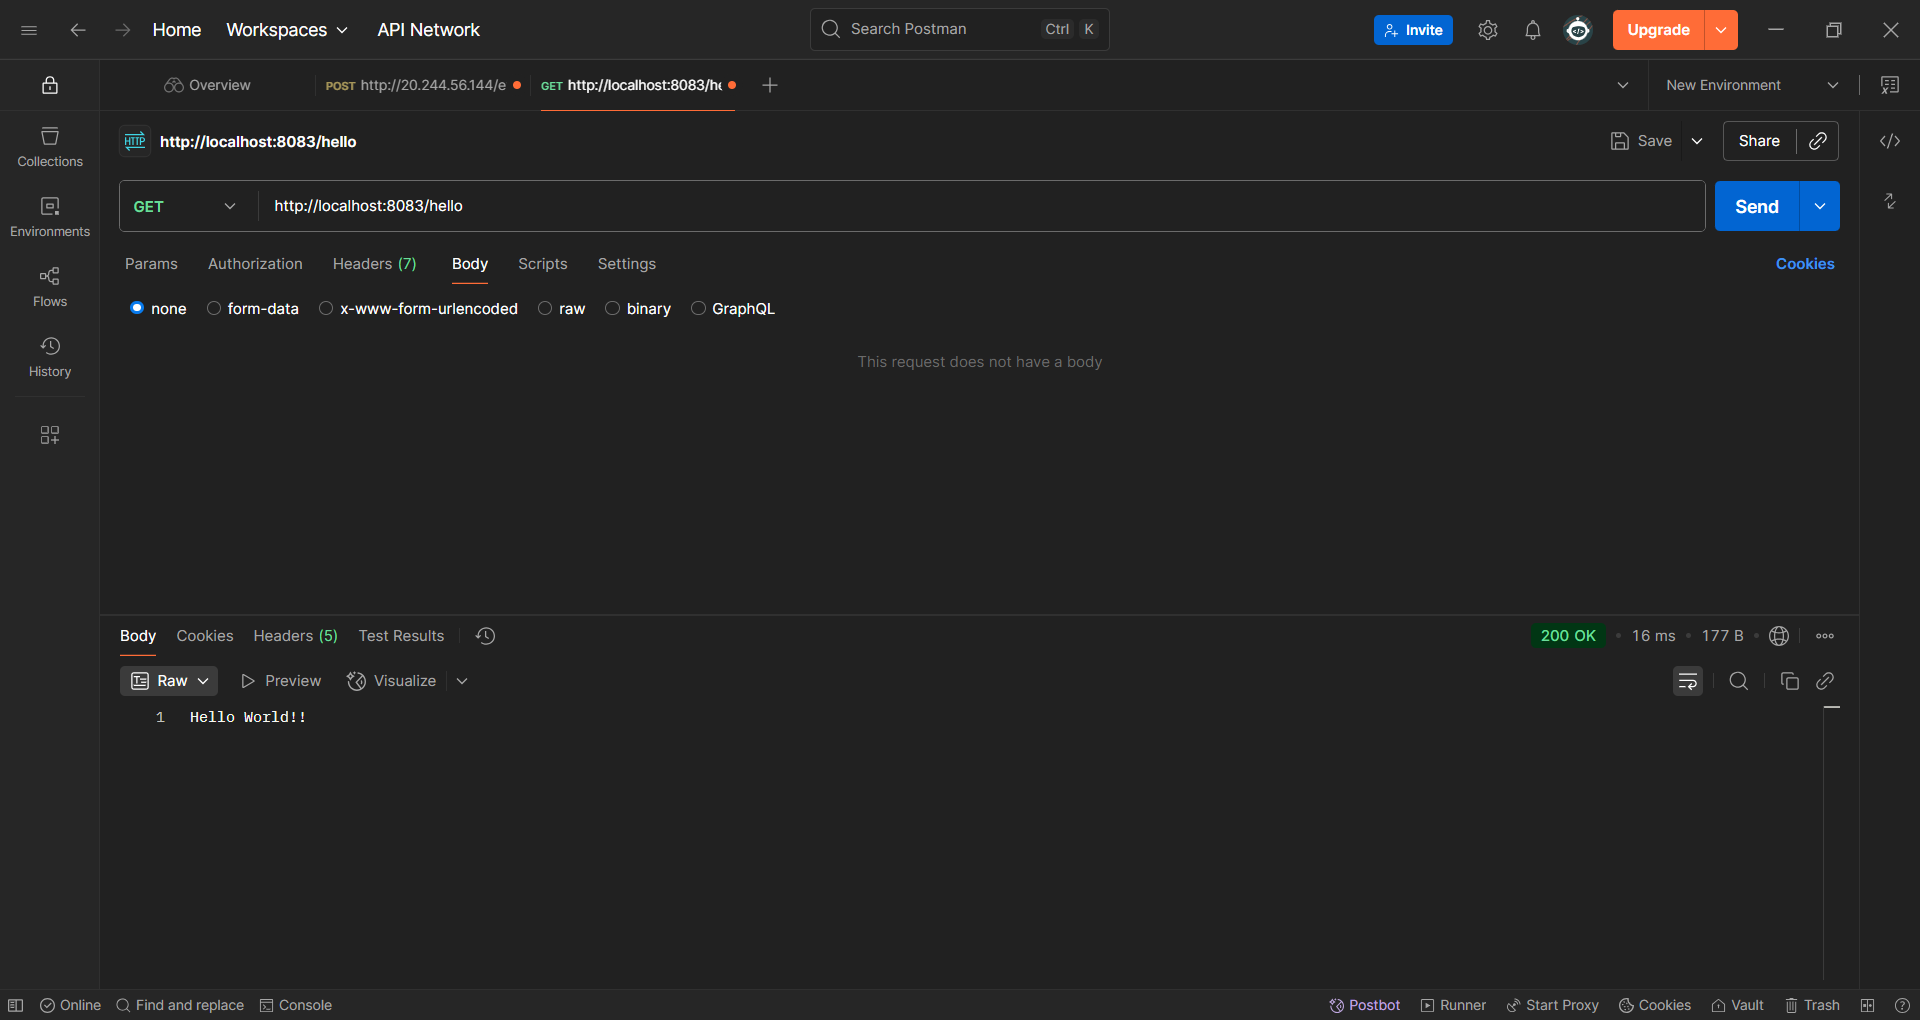 Home Workspaces API Network Search Postman Ctrl K Invite Upgrade
Overview POST http://20.244.56.144/e GET http://localhost:8083/he New Environment
HTTP http://localhost:8083/hello Save Share
Collections
GET http://localhost:8083/hello Send
Environments
Params Authorization Headers (7) Body Scripts Settings Cookies
Flows
none form-data x-www-form-urlencoded raw binary GraphQL
History
This request does not have a body
Body Cookies Headers (5) Test Results 200 OK • 16 ms • 177 B •
Raw Preview Visualize
1 Hello World!!
Online Find and replace Console Postbot Runner Start Proxy Cookies Vault Trash